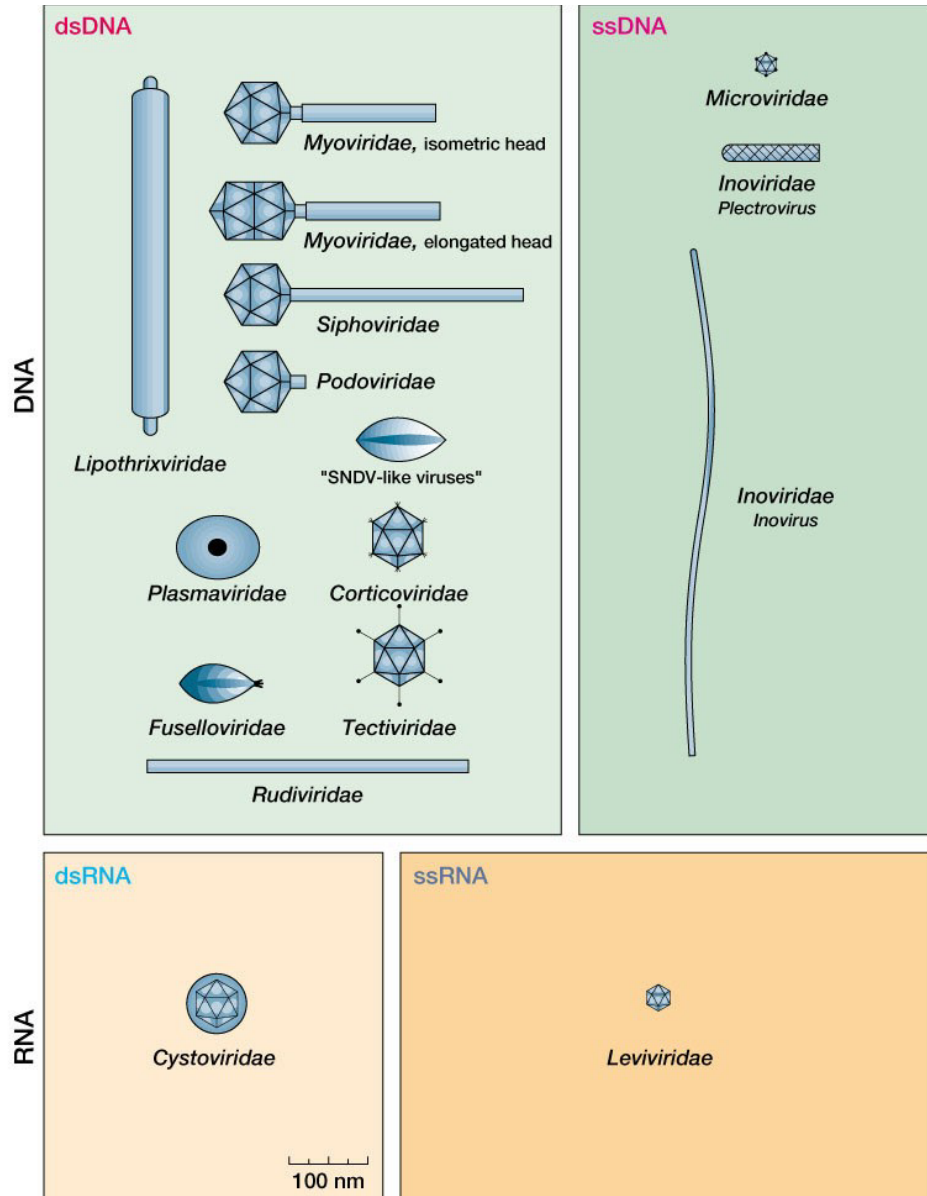 dsDNA
Myoviridae, isometric head
Myoviridae, elongated head
Siphoviridae
Podoviridae
Lipothrixviridae
"SNDV-like viruses"
Plasmaviridae
Corticoviridae
Fuselloviridae
Tectiviridae
Rudiviridae
ssDNA
Microviridae
Inoviridae
Plectrovirus
Inoviridae
Inovirus
DNA
dsRNA
Cystoviridae
100 nm
ssRNA
Leviviridae
RNA